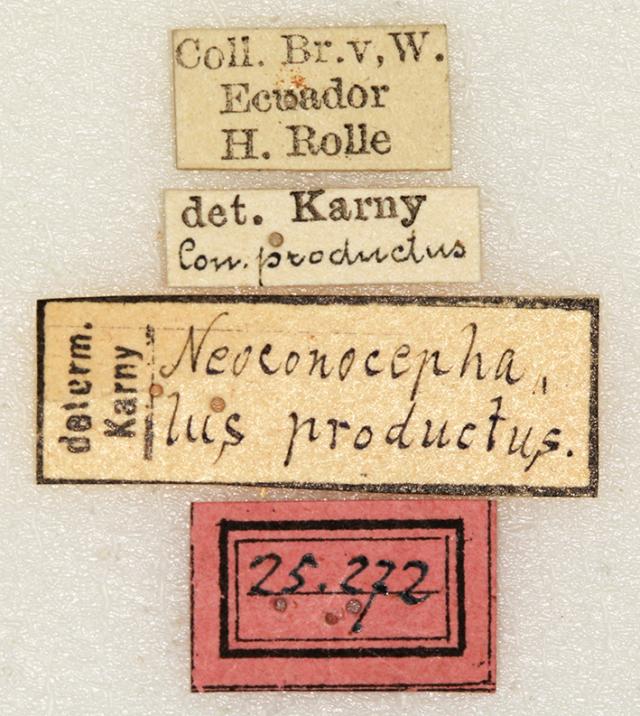 Coll. Br.v,W.
Ecuador
H. Rolle
det. Karny
Con. productus
determ.
Karny
Neoconocepha„
lus productus.
25.272